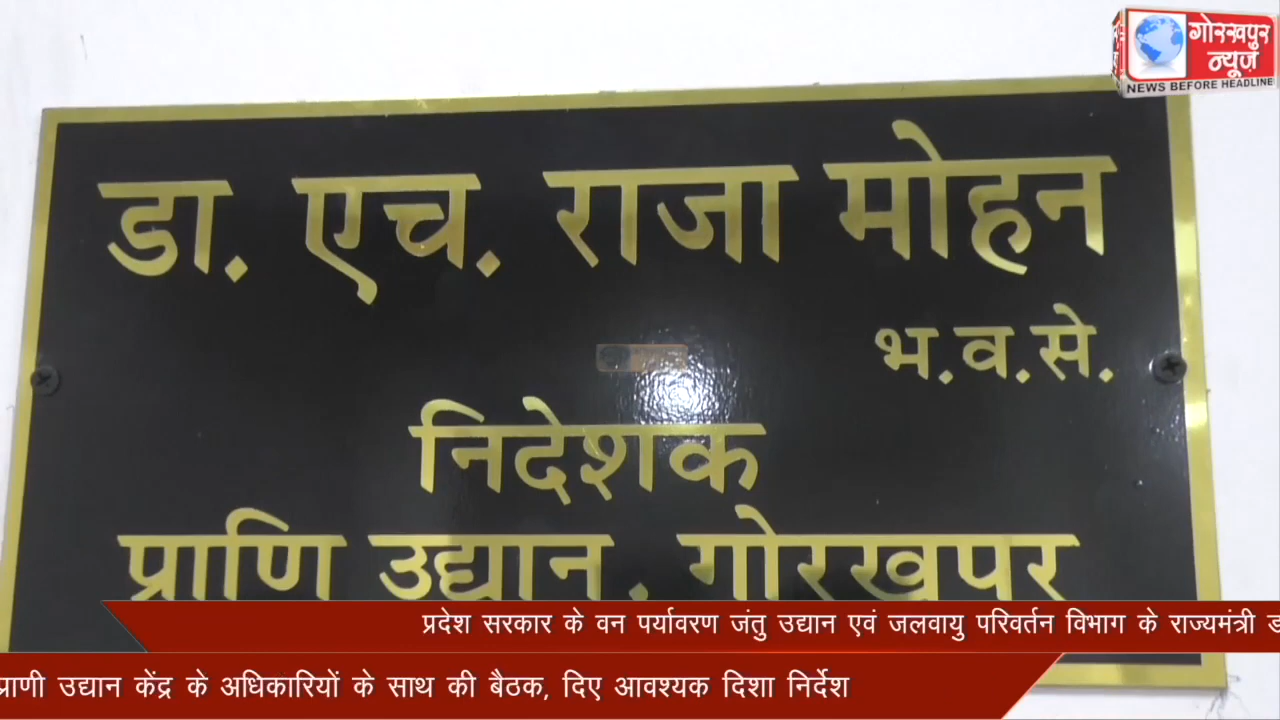 गोरखपुर
न्यूज़
NEWS BEFORE HEADLINE
डा. एच. राजा मोहन
भ.व.से.
निदेशक
प्राणि उद्यान, गोरखपुर
प्रदेश सरकार के वन पर्यावरण जंतु उद्यान एवं जलवायु परिवर्तन विभाग के राज्यमंत्री
प्राणी उद्यान केंद्र के अधिकारियों के साथ की बैठक, दिए आवश्यक दिशा निर्देश